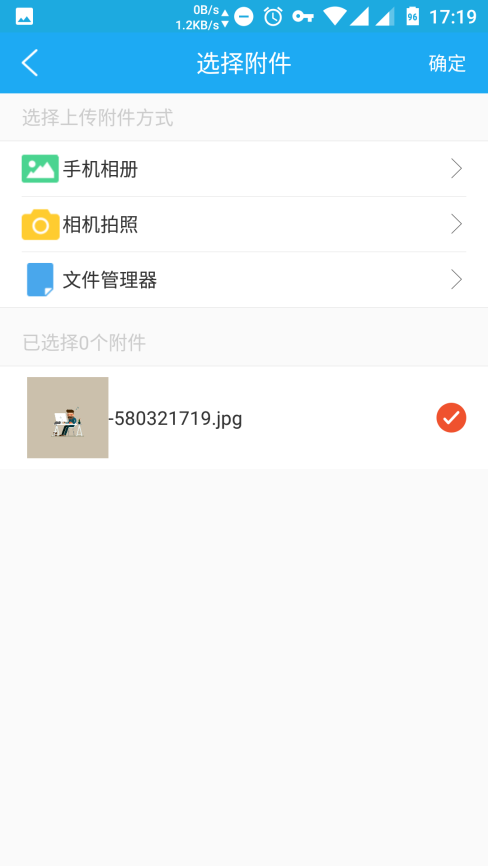 0B/s
1.2KB/s
96
17:19
选择附件
确定
选择上传附件方式
手机相册
相机拍照
文件管理器
已选择0个附件
-580321719.jpg